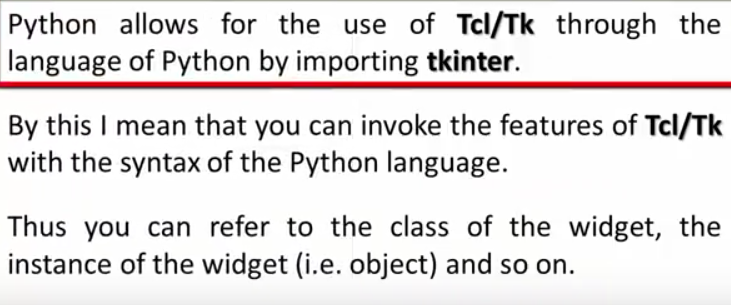 Python allows for the use of Tcl/Tk through the
language of Python by importing tkinter.
By this I mean that you can invoke the features of Tcl/Tk
with the syntax of the Python language.
Thus you can refer to the class of the widget, the
instance of the widget (i.e. object) and so on.